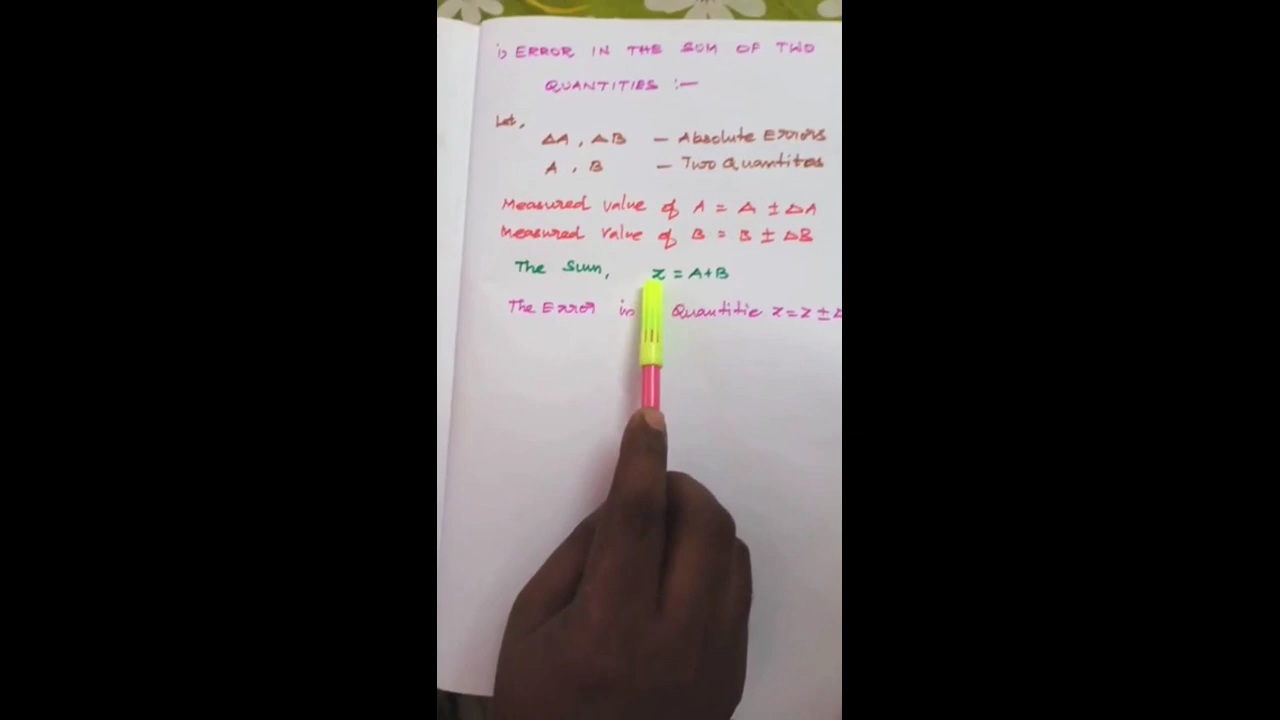 i) ERROR IN THE SUM OF TWO
QUANTITIES :-
Let,
ΔA, ΔB - Absolute Errors
A, B - Two Quantites
Measured value of A = A ± ΔA
Measured value of B = B ± ΔB
The Sum, Z = A+B
The Error in Quantitie Z = Z ± Δ